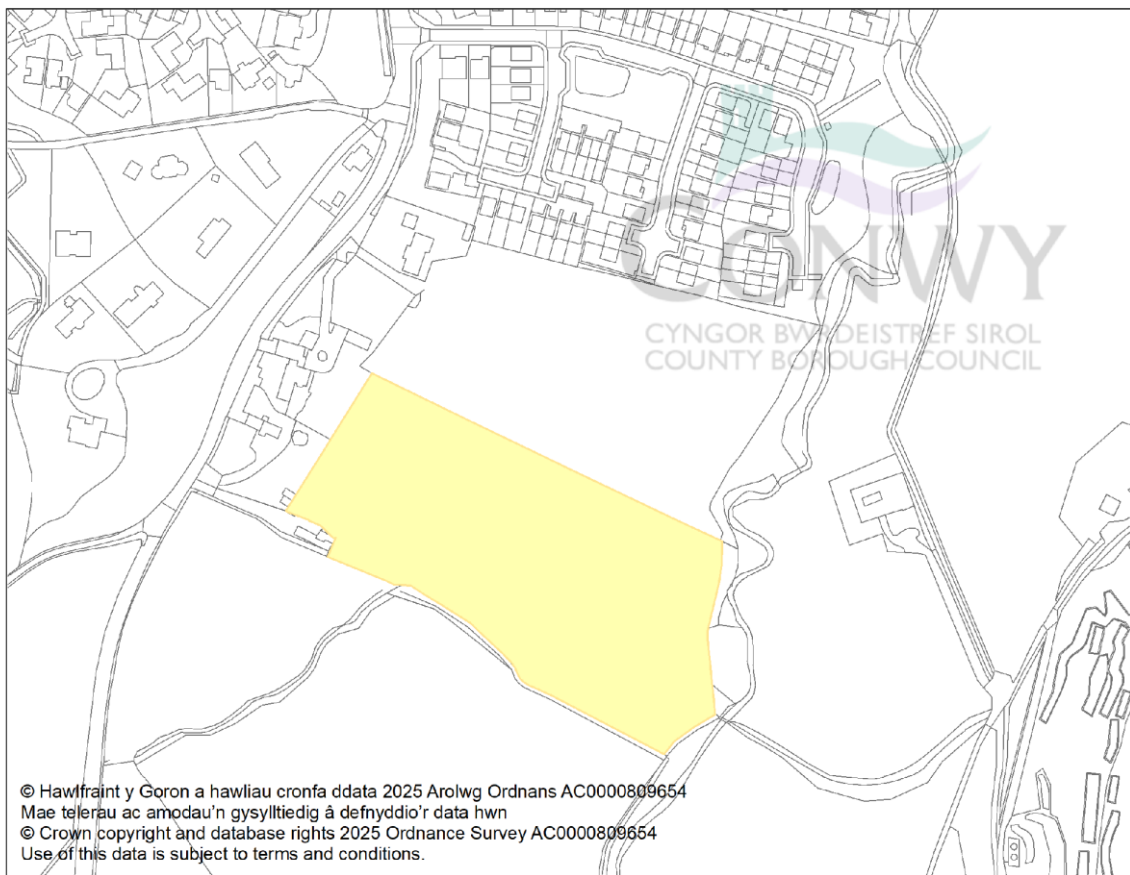 CONWY
CYNGOR BWRDEISTREF SIROL
COUNTY BOROUGH COUNCIL
© Hawlfraint y Goron a hawliau cronfa ddata 2025 Arolwg Ordnans AC0000809654
Mae telerau ac amodau'n gysylltiedig â defnyddio'r data hwn
© Crown copyright and database rights 2025 Ordnance Survey AC0000809654
Use of this data is subject to terms and conditions.